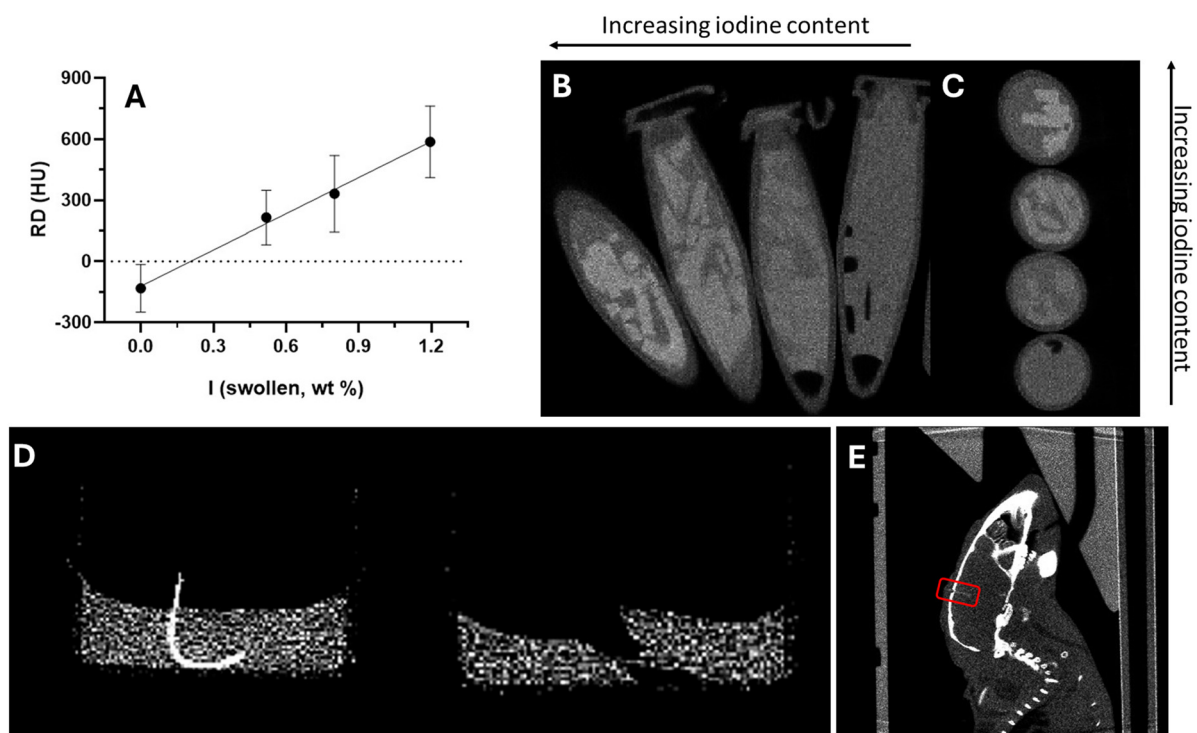 Increasing iodine content
A
900
600
300
0
-300
RD (HU)
0.0 0.3 0.6 0.9 1.2
I (swollen, wt %)
B
C
Increasing iodine content
D
E